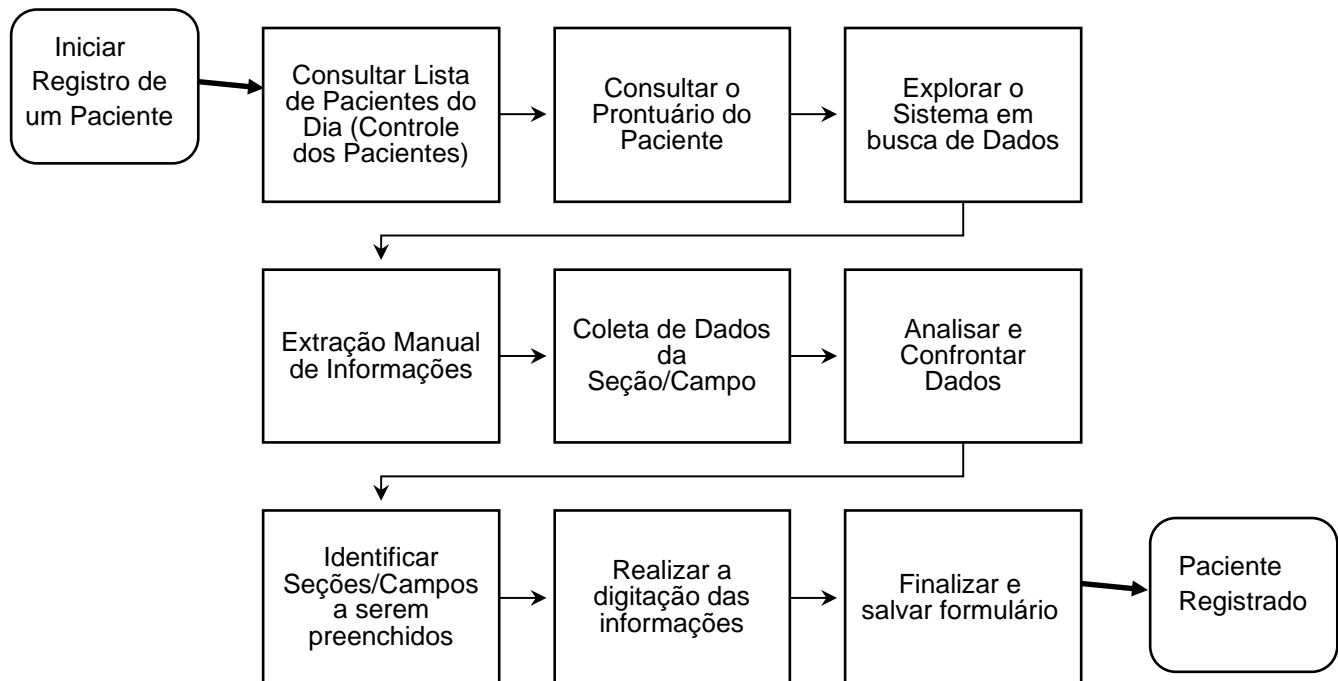 Iniciar
Registro de
um Paciente
Consultar Lista
de Pacientes do
Dia (Controle
dos Pacientes)
Consultar o
Prontuário do
Paciente
Explorar o
Sistema em
busca de Dados
Extração Manual
de Informações
Coleta de Dados
da
Seção/Campo
Analisar e
Confrontar
Dados
Identificar
Seções/Campos
a serem
preenchidos
Realizar a
digitação das
informações
Finalizar e
salvar formulário
Paciente
Registrado